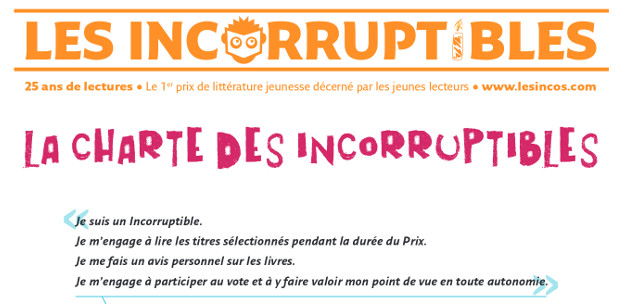 LES INCORRUPTIBLES
25 ans de lectures • Le 1er prix de littérature jeunesse décerné par les jeunes lecteurs • www.lesincos.com
LA CHARTE DES INCORRUPTIBLES
« Je suis un Incorruptible.
Je m'engage à lire les titres sélectionnés pendant la durée du Prix.
Je me fais un avis personnel sur les livres.
Je m'engage à participer au vote et à y faire valoir mon point de vue en toute autonomie. »